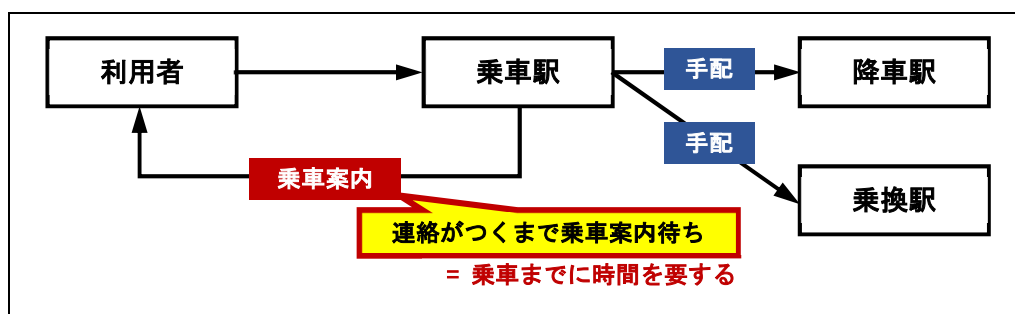 利用者
乗車駅
手配
降車駅
手配
乗換駅
乗車案内
連絡がつくまで乗車案内待ち
= 乗車までに時間を要する